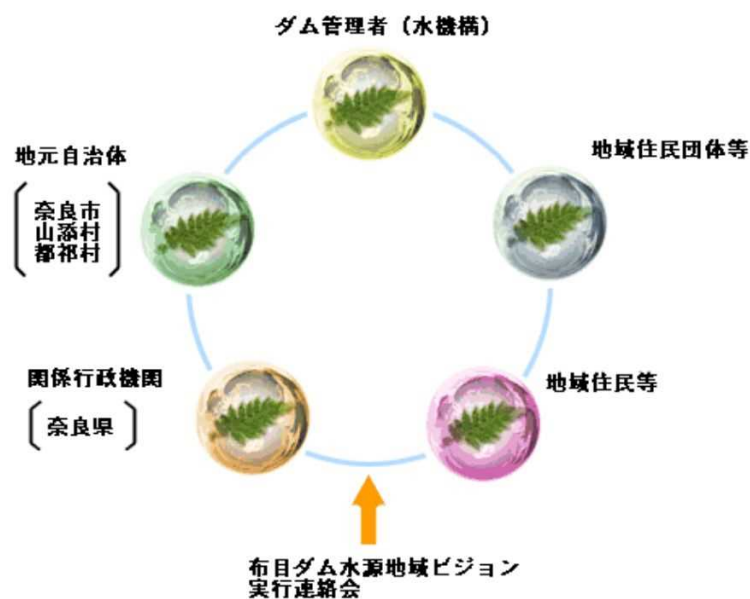 ダム管理者（水機構）
地元自治体
奈良市
山添村
都祁村
地域住民団体等
関係行政機関
奈良県
地域住民等
布目ダム水源地域ビジョン
実行連絡会